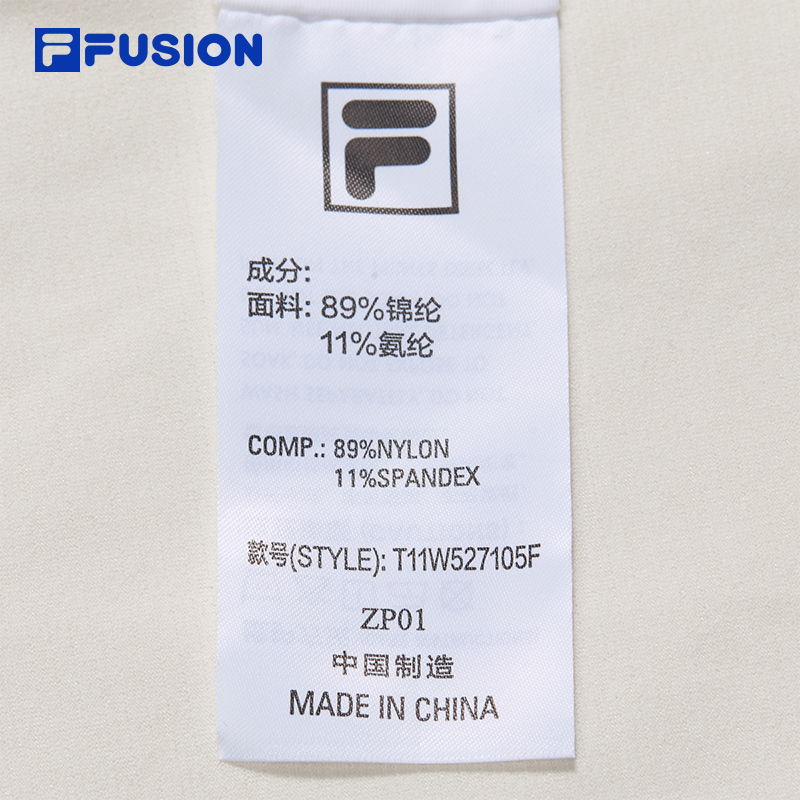 FUSION
成分:
面料: 89%锦纶
11%氨纶
COMP.: 89%NYLON
11%SPANDEX
款号(STYLE): T11W527105F
ZP01
中国制造
MADE IN CHINA